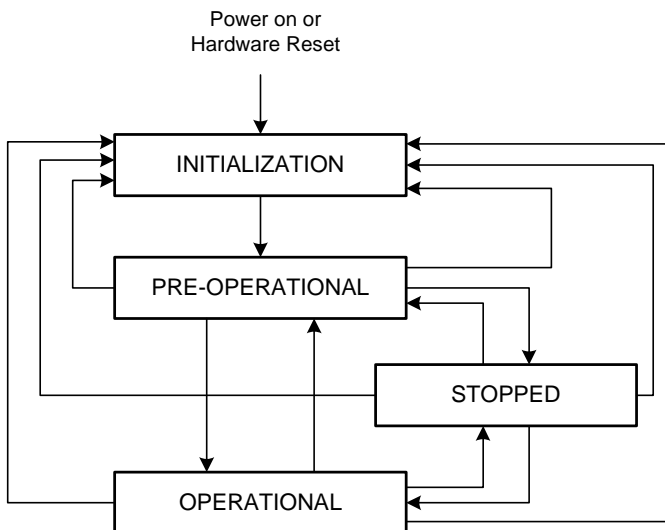 Power on or
Hardware Reset
INITIALIZATION
PRE-OPERATIONAL
STOPPED
OPERATIONAL